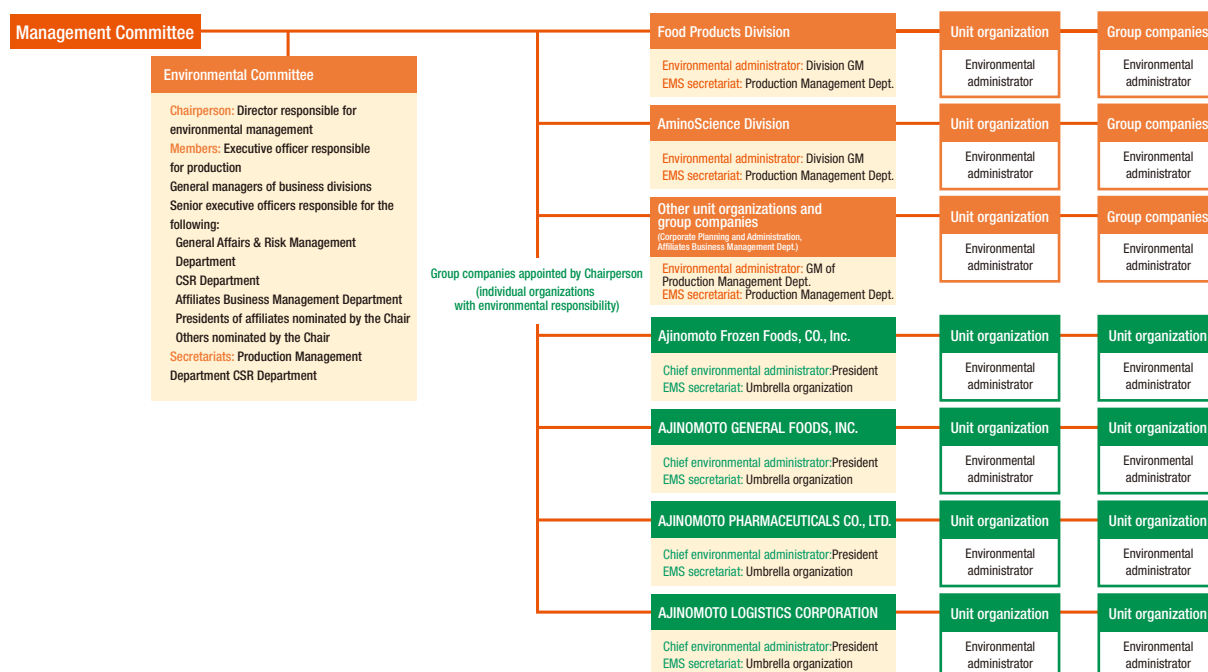 Management Committee
Environmental Committee
Chairperson: Director responsible for
environmental management
Members: Executive officer responsible
for production
General managers of business divisions
Senior executive officers responsible for the
following:
General Affairs & Risk Management
Department
CSR Department
Affiliates Business Management Department
Presidents of affiliates nominated by the Chair
Others nominated by the Chair
Secretariats: Production Management
Department CSR Department
Group companies appointed by Chairperson
(individual organizations
with environmental responsibility)
Food Products Division
Environmental administrator: Division GM
EMS secretariat: Production Management Dept.
Unit organization
Environmental
administrator
Group companies
Environmental
administrator
AminoScience Division
Environmental administrator: Division GM
EMS secretariat: Production Management Dept.
Unit organization
Environmental
administrator
Group companies
Environmental
administrator
Other unit organizations and
group companies
(Corporate Planning and Administration,
Affiliates Business Management Dept.)
Environmental administrator: GM of
Production Management Dept.
EMS secretariat: Production Management Dept.
Unit organization
Environmental
administrator
Group companies
Environmental
administrator
Ajinomoto Frozen Foods, CO., Inc.
Chief environmental administrator:President
EMS secretariat: Umbrella organization
Unit organization
Environmental
administrator
Unit organization
Environmental
administrator
AJINOMOTO GENERAL FOODS, INC.
Chief environmental administrator:President
EMS secretariat: Umbrella organization
Unit organization
Environmental
administrator
Unit organization
Environmental
administrator
AJINOMOTO PHARMACEUTICALS CO., LTD.
Chief environmental administrator:President
EMS secretariat: Umbrella organization
Unit organization
Environmental
administrator
Unit organization
Environmental
administrator
AJINOMOTO LOGISTICS CORPORATION
Chief environmental administrator:President
EMS secretariat: Umbrella organization
Unit organization
Environmental
administrator
Unit organization
Environmental
administrator